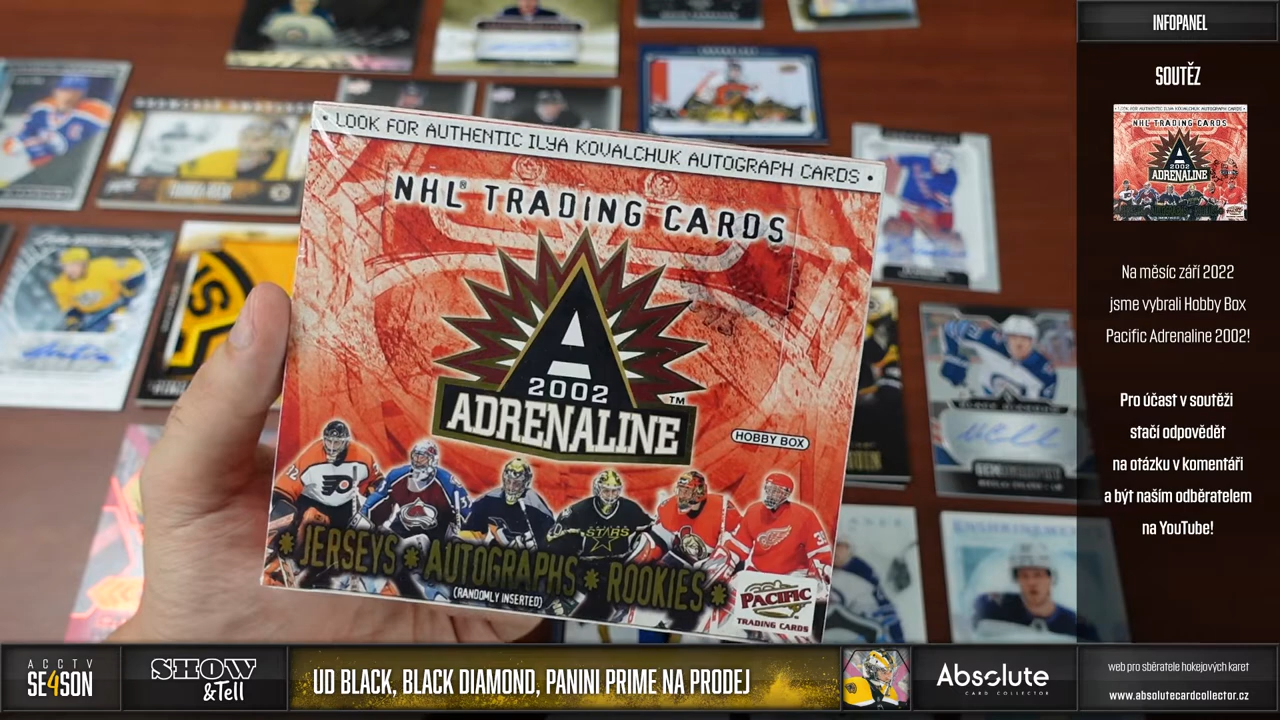 • LOOK FOR AUTHENTIC ILYA KOVALCHUK AUTOGRAPH CARDS •
NHL® TRADING CARDS
A
2002
ADRENALINE™
HOBBY BOX
* JERSEYS * AUTOGRAPHS * ROOKIES *
(RANDOMLY INSERTED)
PACIFIC
TRADING CARDS
INFOPANEL
SOUTĚŽ
LOOK FOR AUTHENTIC ILYA KOVALCHUK AUTOGRAPH CARDS
NHL TRADING CARDS
A
2002
ADRENALINE
Na měsíc září 2022
jsme vybrali Hobby Box
Pacific Adrenaline 2002!
Pro účast v soutěži
stačí odpovědět
na otázku v komentáři
a být naším odběratelem
na YouTube!
ACCTV
SE4SON
SHOW
&Tell
UD BLACK, BLACK DIAMOND, PANINI PRIME NA PRODEJ
Absolute
CARD COLLECTOR
web pro sběratele hokejových karet
www.absolutecardcollector.cz